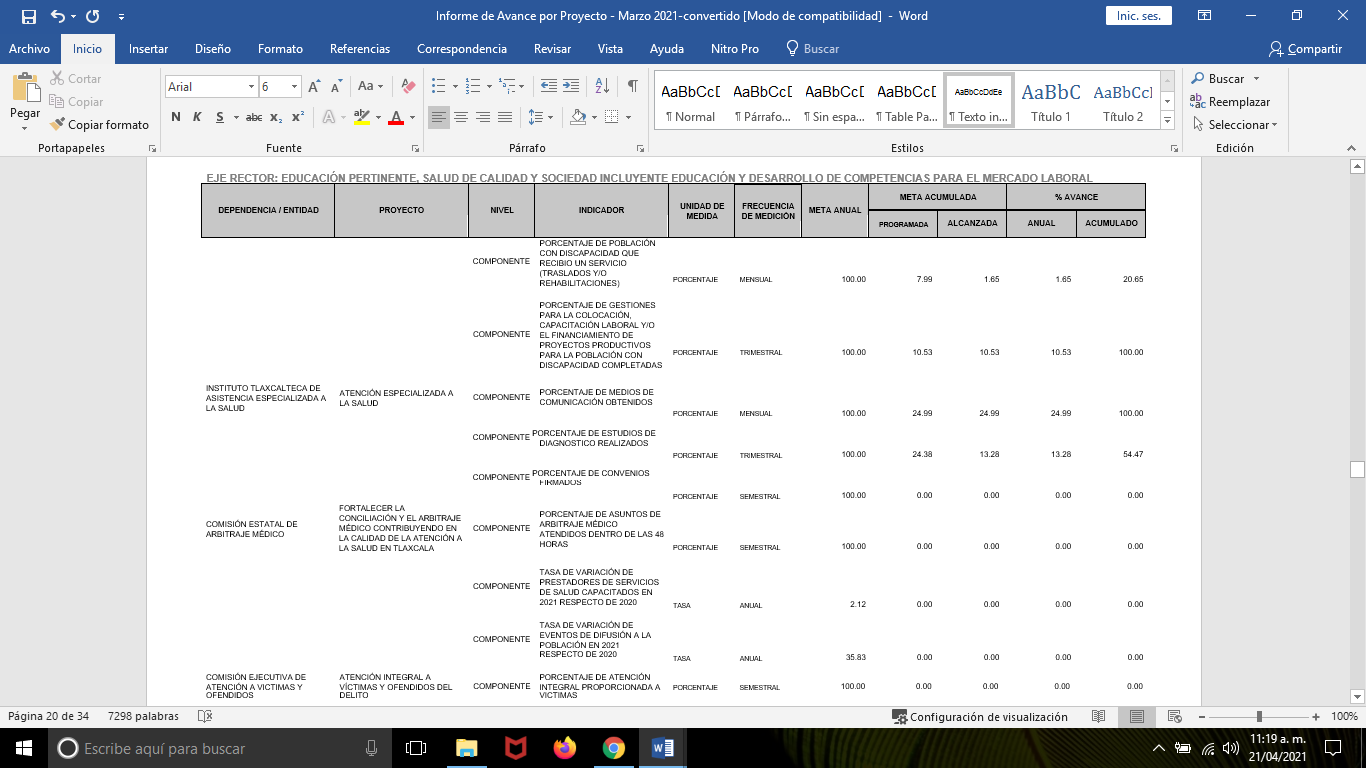 Informe de Avance por Proyecto - Marzo 2021-convertido [Modo de compatibilidad] - Word
Inic. ses.
Archivo Inicio Insertar Diseño Formato Referencias Correspondencia Revisar Vista Ayuda Nitro Pro Buscar Compartir
Pegar
Cortar
Copiar
Copiar formato
Portapapeles
Arial 6
Aa
N K S abc x₂ x²
A A
Fuente
Párrafo
AaBbCcI AaBbCcI AaBbCcI AaBbCcI AaBbCcDdEe AaBbC AaBbCcI
¶ Normal ¶ Párrafo... ¶ Sin espa... ¶ Table Pa... ¶ Texto in... Título 1 Título 2
Estilos
Buscar
Reemplazar
Seleccionar
Edición
EJE RECTOR: EDUCACIÓN PERTINENTE, SALUD DE CALIDAD Y SOCIEDAD INCLUYENTE EDUCACIÓN Y DESARROLLO DE COMPETENCIAS PARA EL MERCADO LABORAL
DEPENDENCIA / ENTIDAD PROYECTO NIVEL INDICADOR UNIDAD DE MEDIDA FRECUENCIA DE MEDICIÓN META ANUAL META ACUMULADA % AVANCE
PROGRAMADA ALCANZADA ANUAL ACUMULADO
COMPONENTE
PORCENTAJE DE POBLACIÓN
CON DISCAPACIDAD QUE
RECIBIO UN SERVICIO
(TRASLADOS Y/O
REHABILITACIONES)
PORCENTAJE MENSUAL 100.00 7.99 1.65 1.65 20.65
COMPONENTE
PORCENTAJE DE GESTIONES
PARA LA COLOCACIÓN,
CAPACITACIÓN LABORAL Y/O
EL FINANCIAMIENTO DE
PROYECTOS PRODUCTIVOS
PARA LA POBLACIÓN CON
DISCAPACIDAD COMPLETADAS
PORCENTAJE TRIMESTRAL 100.00 10.53 10.53 10.53 100.00
INSTITUTO TLAXCALTECA DE
ASISTENCIA ESPECIALIZADA A
LA SALUD
ATENCIÓN ESPECIALIZADA A
LA SALUD
COMPONENTE
PORCENTAJE DE MEDIOS DE
COMUNICACIÓN OBTENIDOS
PORCENTAJE MENSUAL 100.00 24.99 24.99 24.99 100.00
COMPONENTE
PORCENTAJE DE ESTUDIOS DE
DIAGNOSTICO REALIZADOS
PORCENTAJE TRIMESTRAL 100.00 24.38 13.28 13.28 54.47
COMPONENTE
PORCENTAJE DE CONVENIOS
FIRMADOS
PORCENTAJE SEMESTRAL 100.00 0.00 0.00 0.00 0.00
COMISIÓN ESTATAL DE
ARBITRAJE MÉDICO
FORTALECER LA
CONCILIACIÓN Y EL ARBITRAJE
MÉDICO CONTRIBUYENDO EN
LA CALIDAD DE LA ATENCIÓN A
LA SALUD EN TLAXCALA
COMPONENTE
PORCENTAJE DE ASUNTOS DE
ARBITRAJE MÉDICO
ATENDIDOS DENTRO DE LAS 48
HORAS
PORCENTAJE SEMESTRAL 100.00 0.00 0.00 0.00 0.00
COMPONENTE
TASA DE VARIACIÓN DE
PRESTADORES DE SERVICIOS
DE SALUD CAPACITADOS EN
2021 RESPECTO DE 2020
TASA ANUAL 2.12 0.00 0.00 0.00 0.00
COMPONENTE
TASA DE VARIACIÓN DE
EVENTOS DE DIFUSIÓN A LA
POBLACIÓN EN 2021
RESPECTO DE 2020
TASA ANUAL 35.83 0.00 0.00 0.00 0.00
COMISIÓN EJECUTIVA DE
ATENCIÓN A VICTIMAS Y
OFENDIDOS
ATENCIÓN INTEGRAL A
VÍCTIMAS Y OFENDIDOS DEL
DELITO
COMPONENTE
PORCENTAJE DE ATENCIÓN
INTEGRAL PROPORCIONADA A
VICTIMAS
PORCENTAJE SEMESTRAL 100.00 0.00 0.00 0.00 0.00
Página 20 de 34 7298 palabras Configuración de visualización 100%
Escribe aquí para buscar
11:19 a. m.
21/04/2021